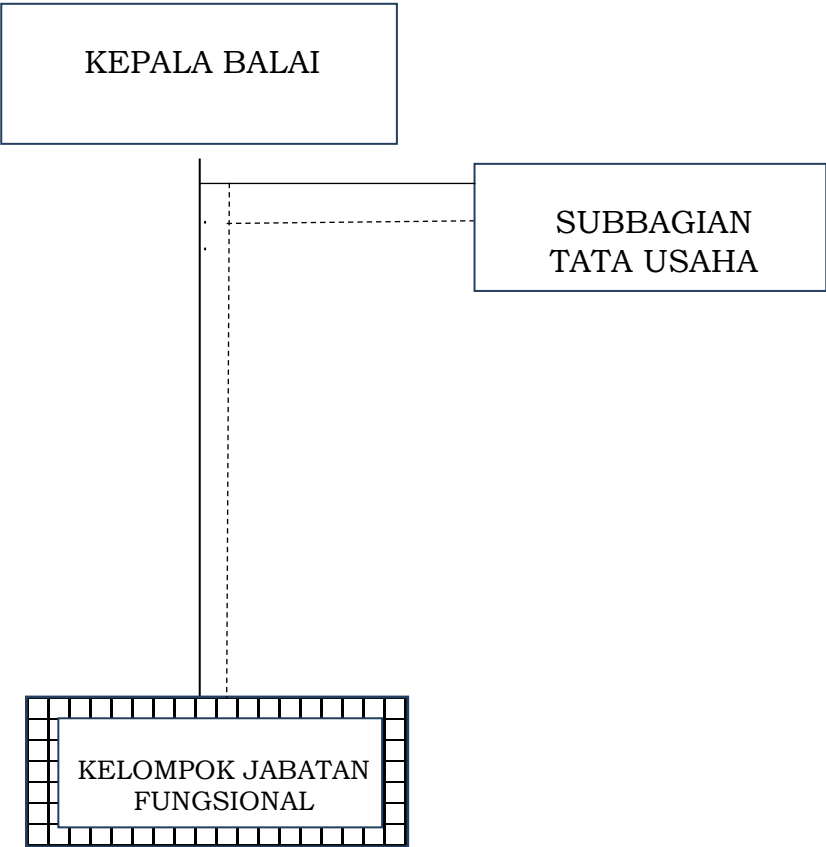 KEPALA BALAI
SUBBAGIAN
TATA USAHA
KELOMPOK JABATAN
FUNGSIONAL